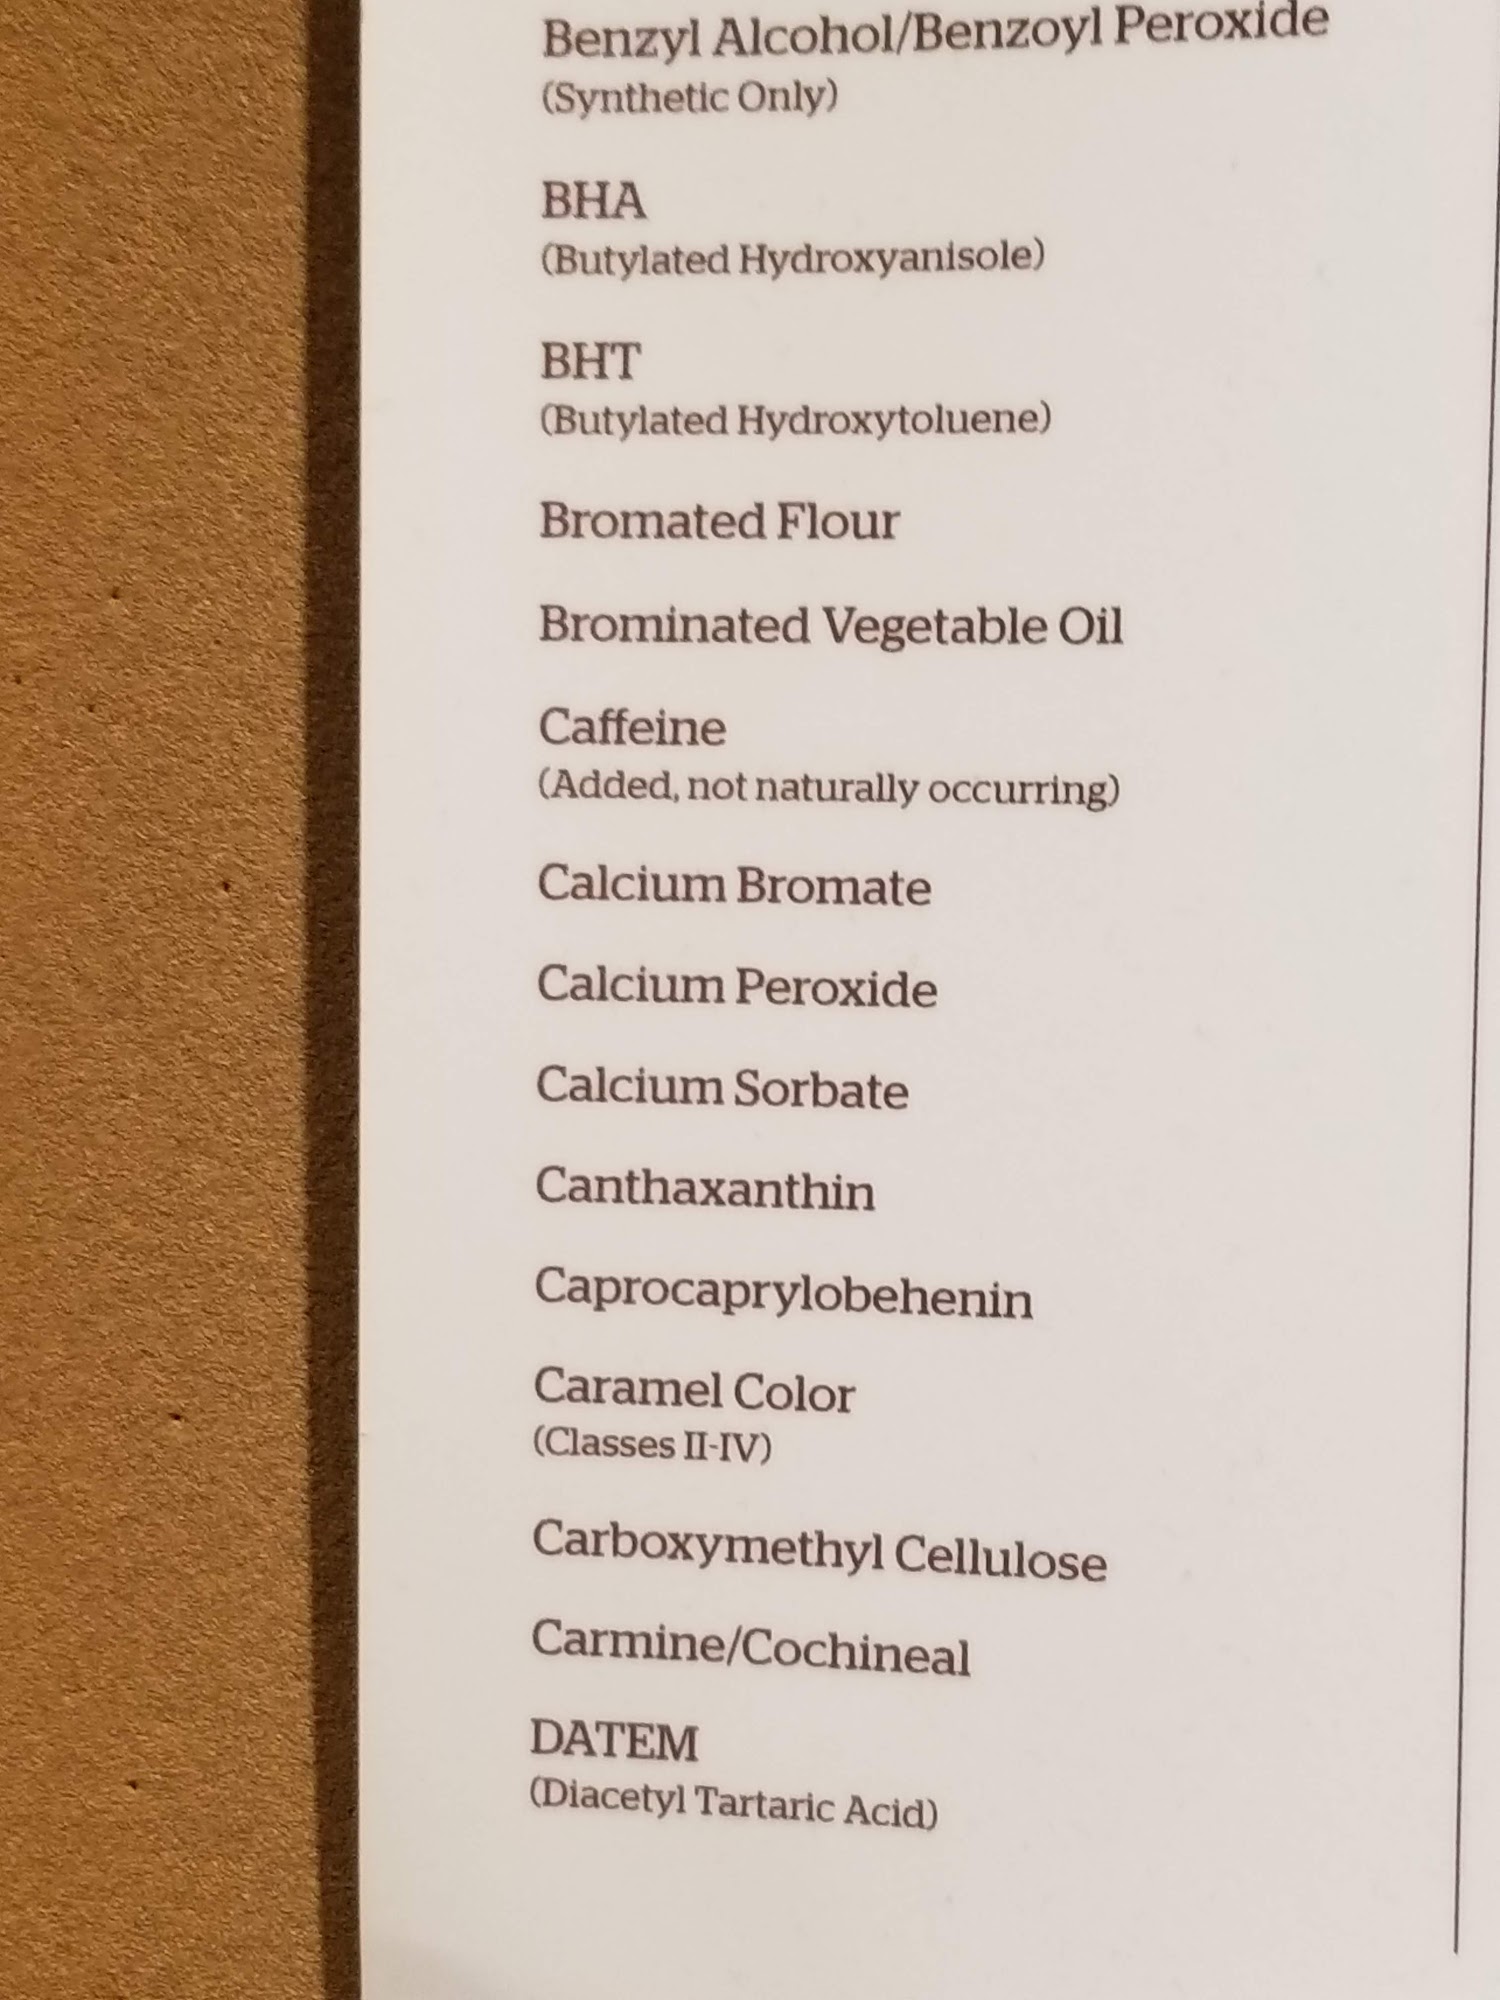 Benzyl Alcohol/Benzoyl Peroxide
(Synthetic Only)
BHA
(Butylated Hydroxyanisole)
BHT
(Butylated Hydroxytoluene)
Bromated Flour
Brominated Vegetable Oil
Caffeine
(Added, not naturally occurring)
Calcium Bromate
Calcium Peroxide
Calcium Sorbate
Canthaxanthin
Caprocaprylobehenin
Caramel Color
(Classes II-IV)
Carboxymethyl Cellulose
Carmine/Cochineal
DATEM
(Diacetyl Tartaric Acid)